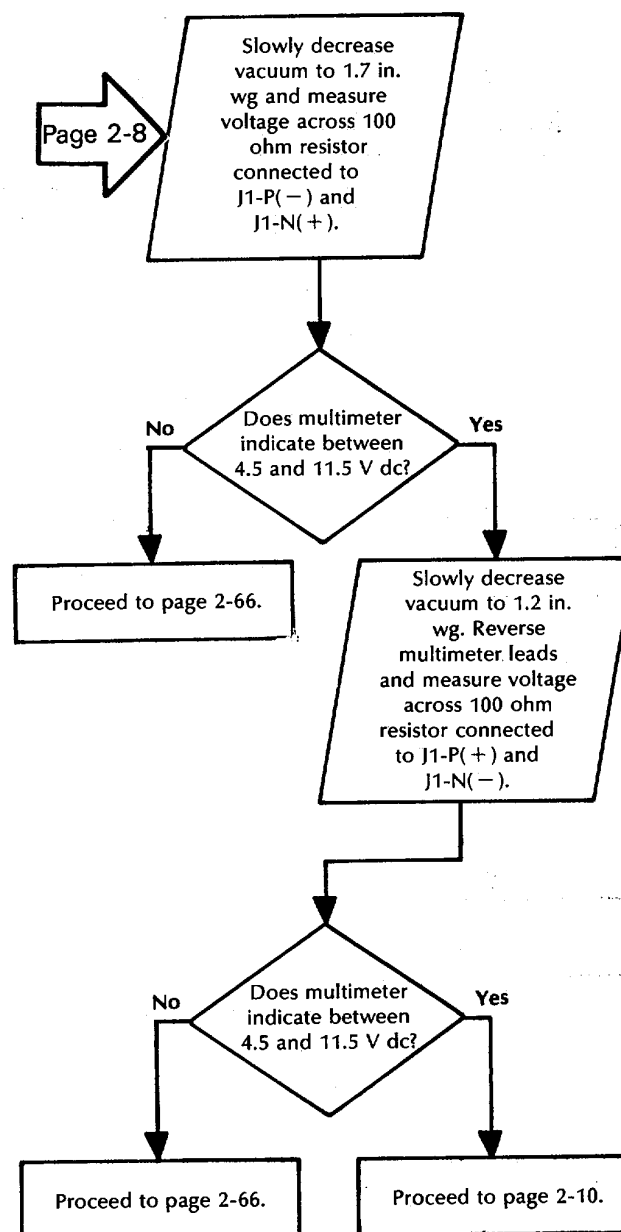 Slowly decrease
vacuum to 1.7 in.
wg and measure
voltage across 100
ohm resistor
connected to
J1-P(−) and
J1-N(+).
Page 2-8
Does multimeter
indicate between
4.5 and 11.5 V dc?
No
Yes
Proceed to page 2-66.
Slowly decrease
vacuum to 1.2 in.
wg. Reverse
multimeter leads
and measure voltage
across 100 ohm
resistor connected
to J1-P(+) and
J1-N(−).
Does multimeter
indicate between
4.5 and 11.5 V dc?
No
Yes
Proceed to page 2-66.
Proceed to page 2-10.